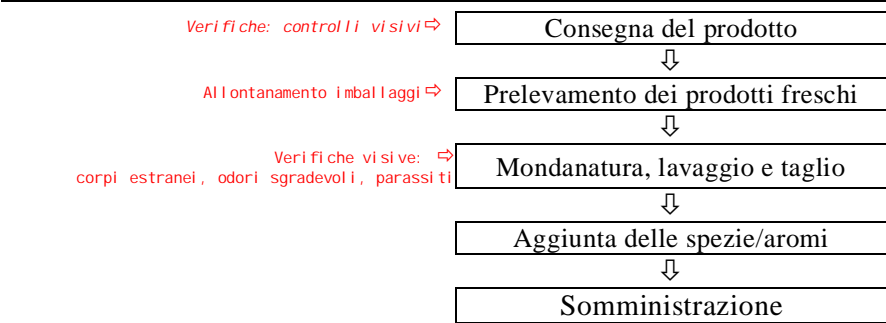 Verifiche: controlli visivi⇨ Consegna del prodotto
⇩
Allontanamento imballaggi⇨ Prelevamento dei prodotti freschi
⇩
Verifiche visive: ⇨
corpi estranei, odori sgradevoli, parassiti
Mondanatura, lavaggio e taglio
⇩
Aggiunta delle spezie/aromi
⇩
Somministrazione